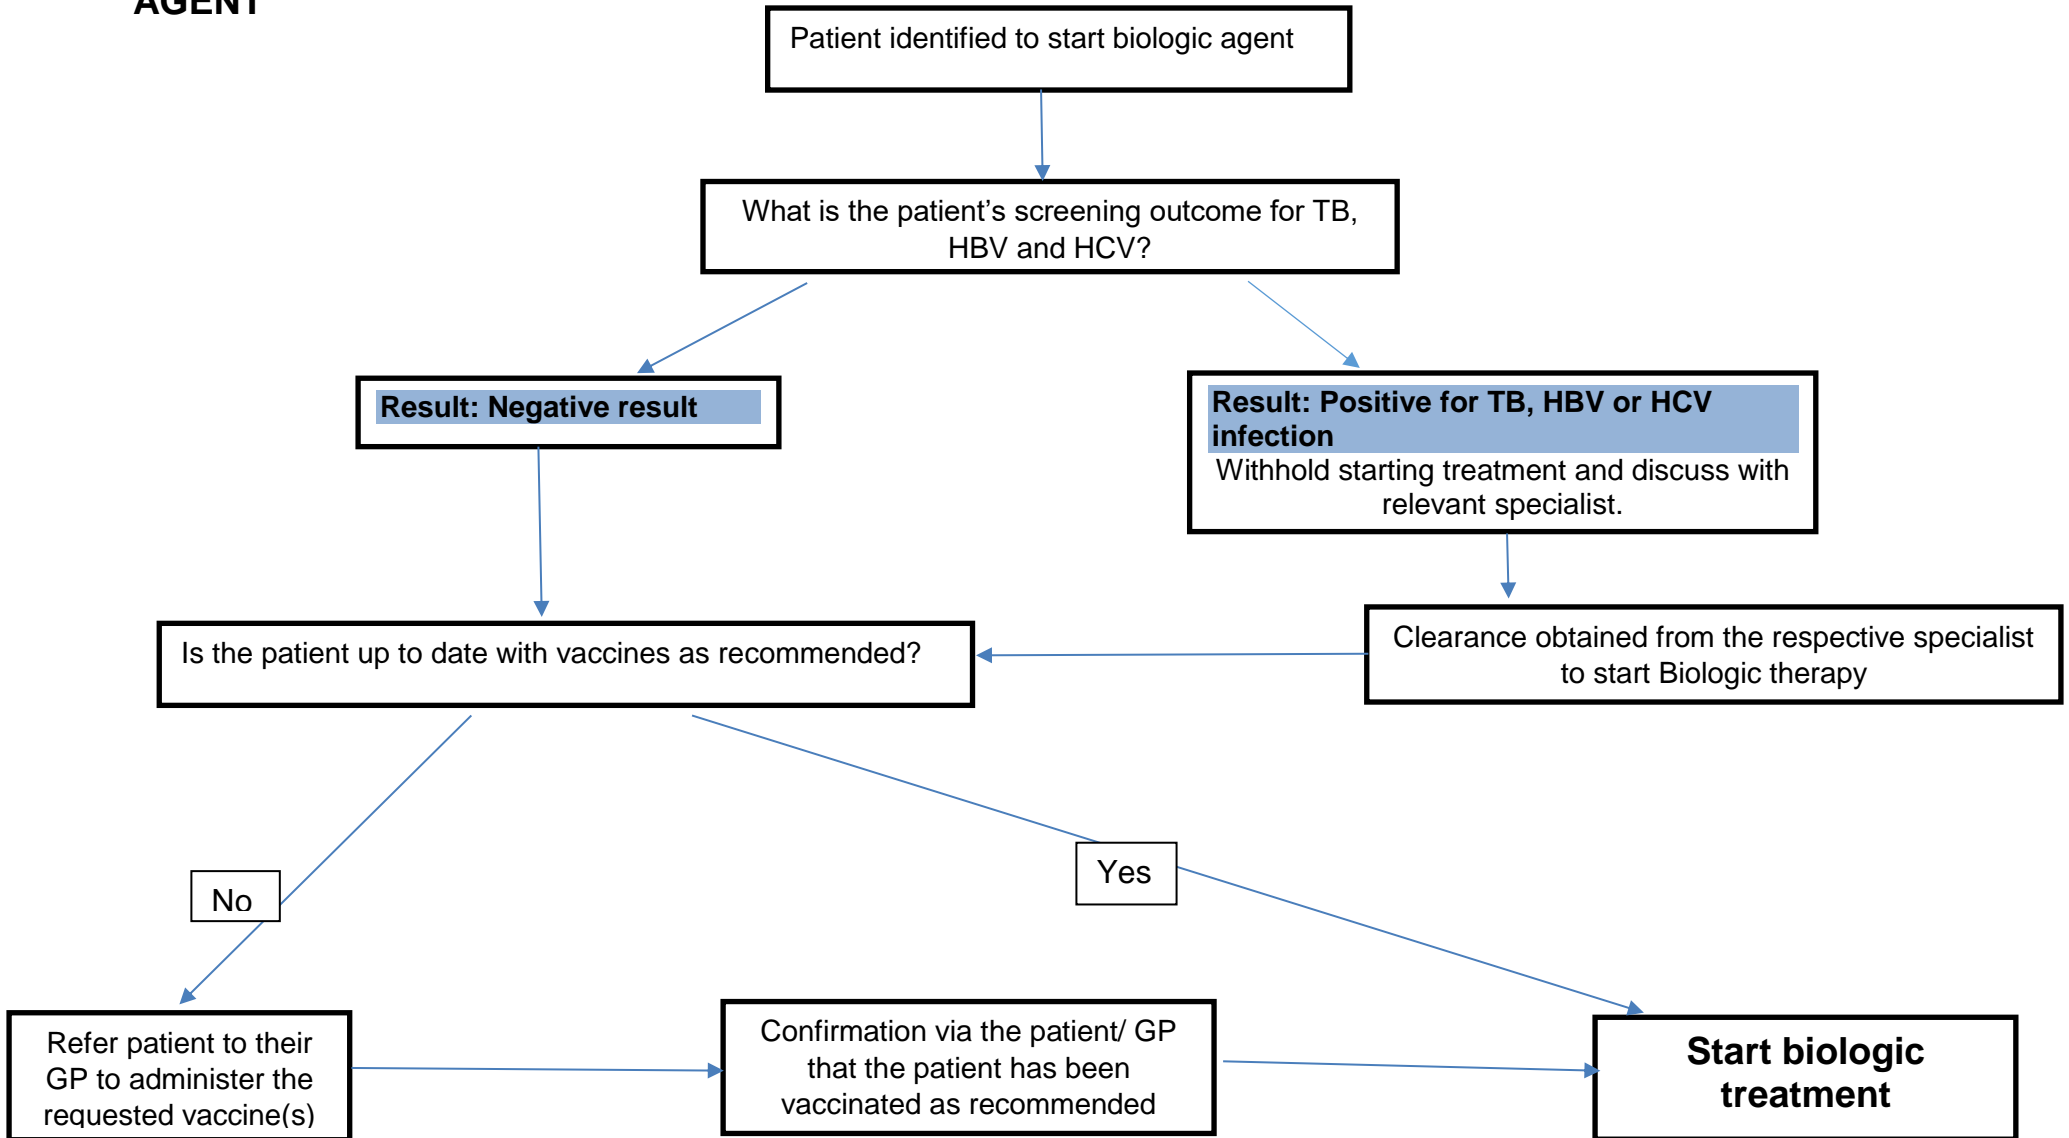 AGENT
Patient identified to start biologic agent
What is the patient’s screening outcome for TB,
HBV and HCV?
Result: Negative result
Result: Positive for TB, HBV or HCV
infection
Withhold starting treatment and discuss with
relevant specialist.
Is the patient up to date with vaccines as recommended?
Clearance obtained from the respective specialist
to start Biologic therapy
No
Yes
Refer patient to their
GP to administer the
requested vaccine(s)
Confirmation via the patient/ GP
that the patient has been
vaccinated as recommended
Start biologic
treatment